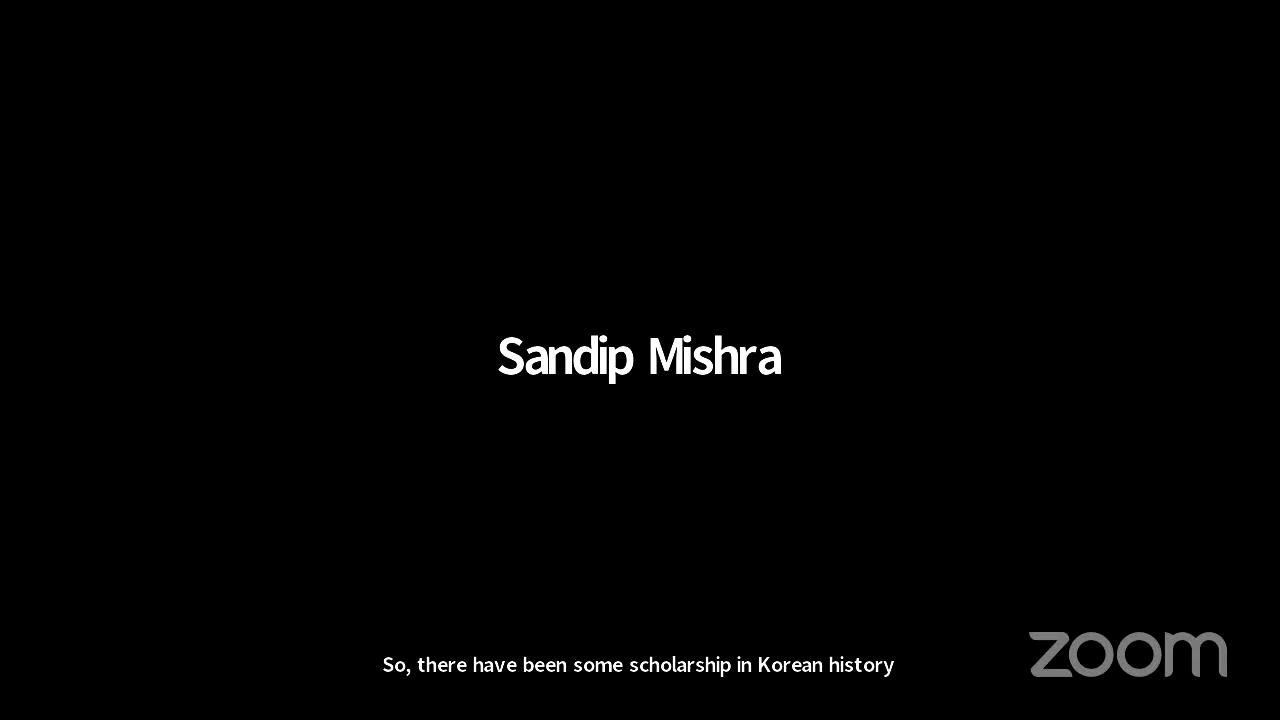 Sandip Mishra
So, there have been some scholarship in Korean history
zoom